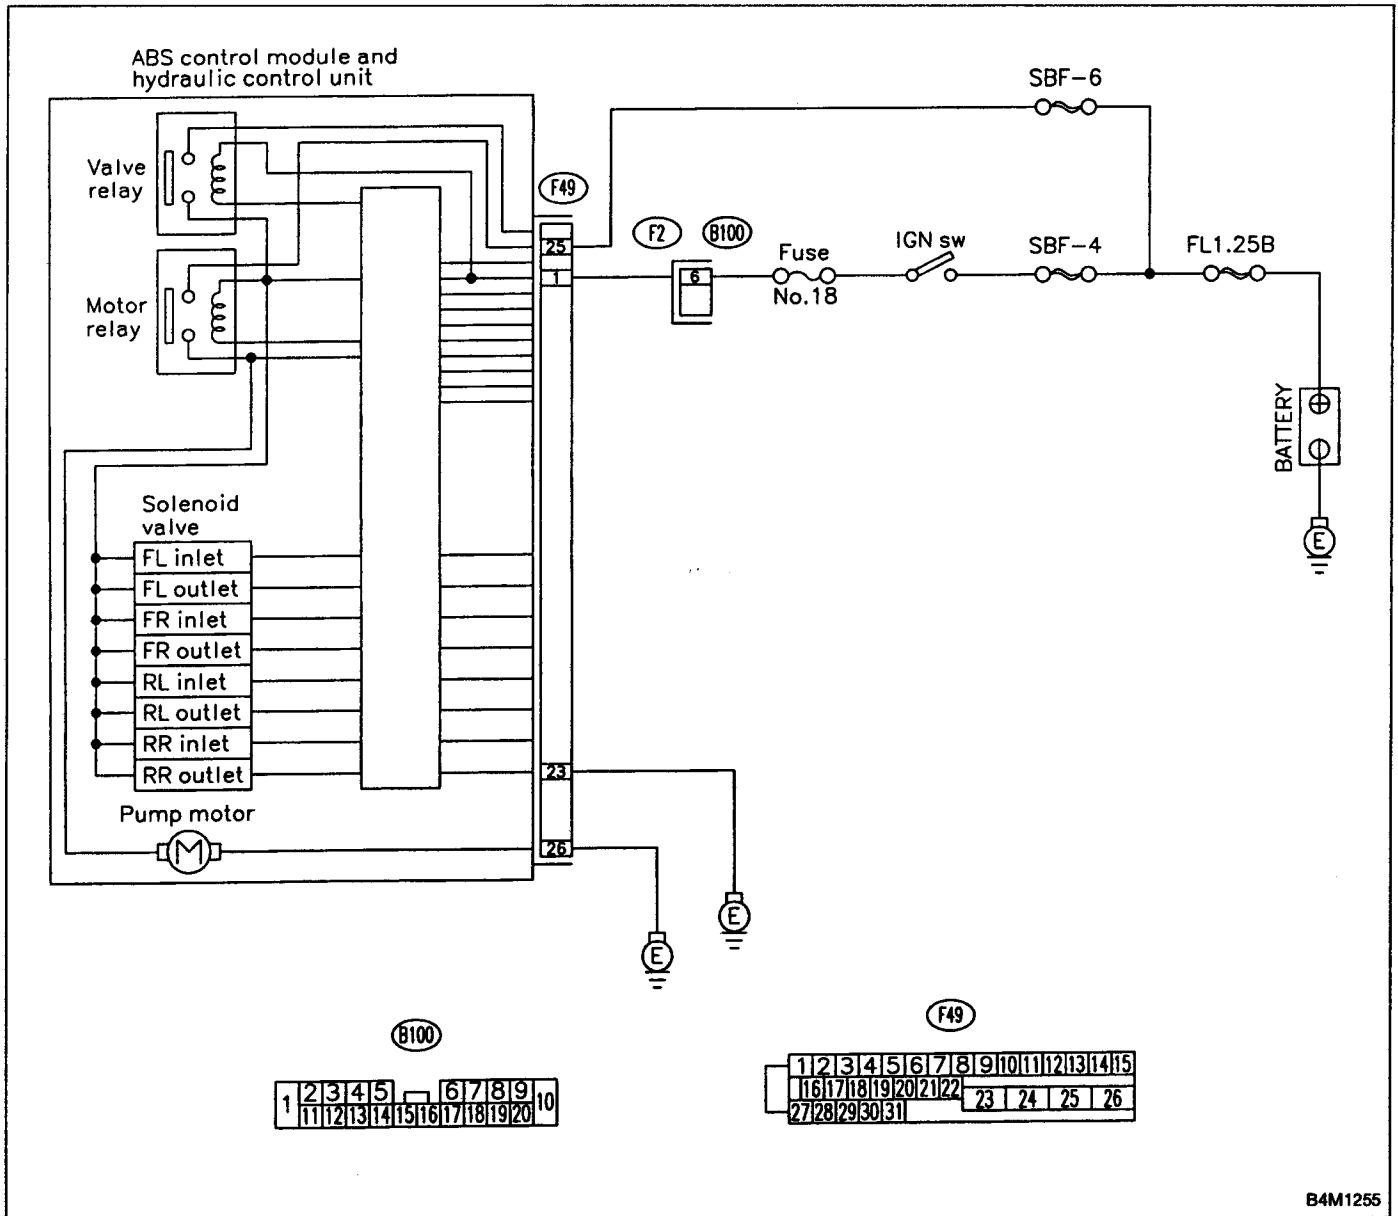 ABS control module and
hydraulic control unit
SBF-6
Valve
relay
F49
25
F2
B100
Fuse
IGN sw
SBF-4
FL1.25B
1
6
No.18
Motor
relay
BATTERY
Solenoid
valve
E
FL inlet
FL outlet
FR inlet
FR outlet
RL inlet
RL outlet
RR inlet
RR outlet
23
Pump motor
M
26
E
E
B100
F49
1 2 3 4 5 6 7 8 9 10
11 12 13 14 15 16 17 18 19 20
1 2 3 4 5 6 7 8 9 10 11 12 13 14 15
16 17 18 19 20 21 22 23 24 25 26
27 28 29 30 31
B4M1255